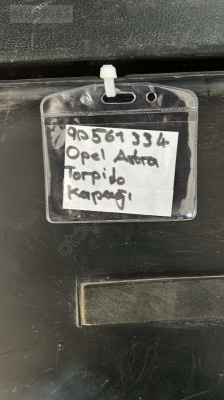 90561334
Opel Astra
Torpido
Kapağı